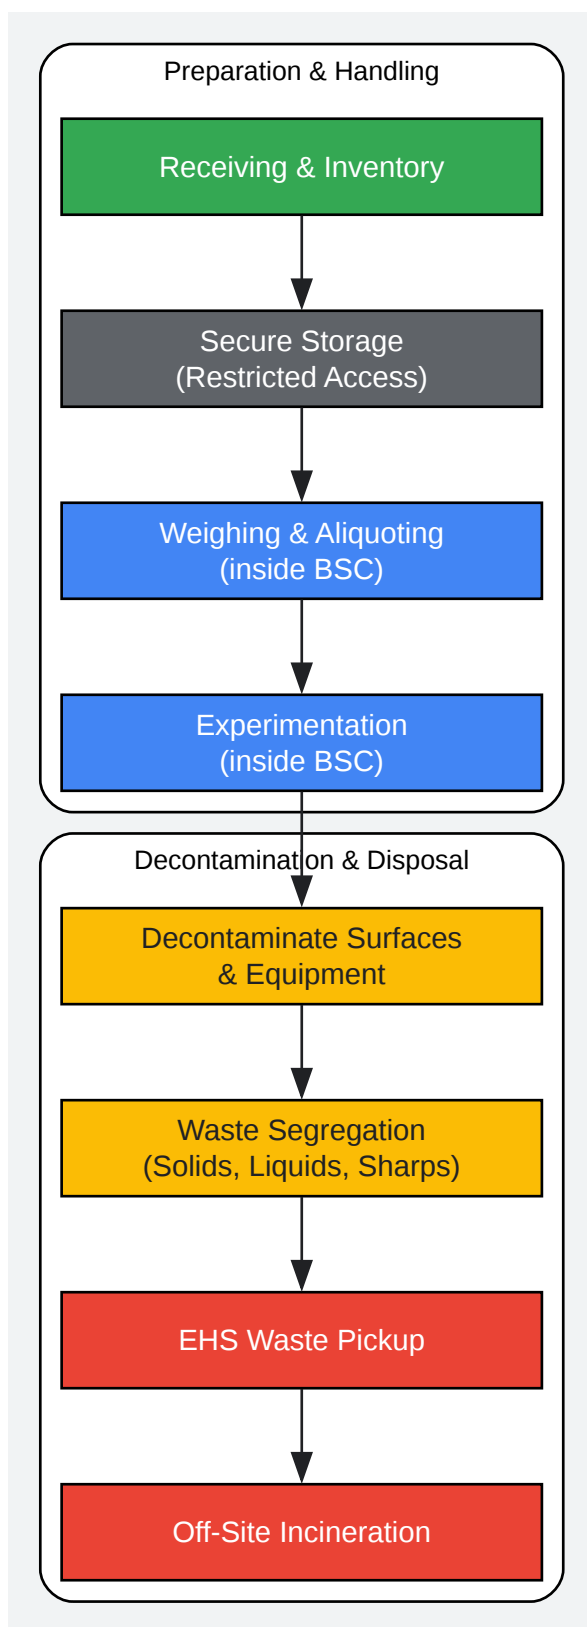 Preparation & Handling
Receiving & Inventory
Secure Storage
(Restricted Access)
Weighing & Aliquoting
(inside BSC)
Experimentation
(inside BSC)
Decontamination & Disposal
Decontaminate Surfaces
& Equipment
Waste Segregation
(Solids, Liquids, Sharps)
EHS Waste Pickup
Off-Site Incineration